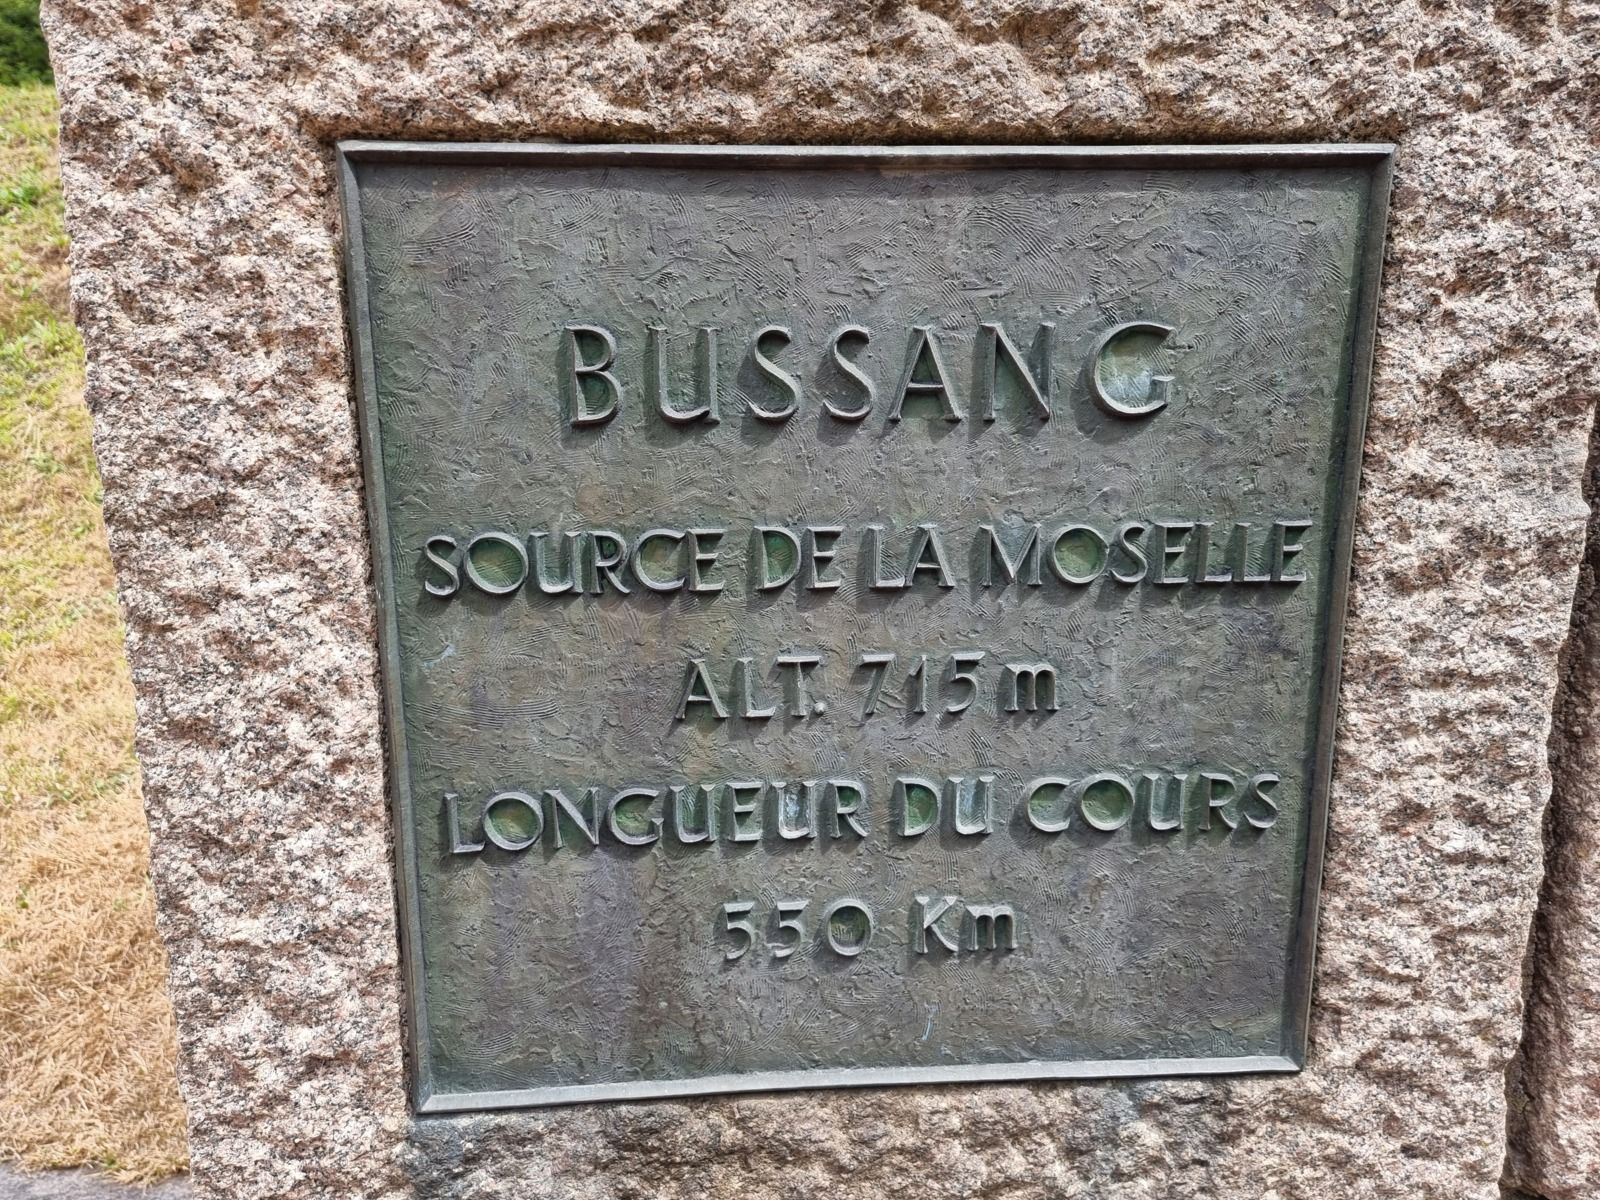 BUSSANG
SOURCE DE LA MOSELLE
ALT. 715 m
LONGUEUR DU COURS
550 Km